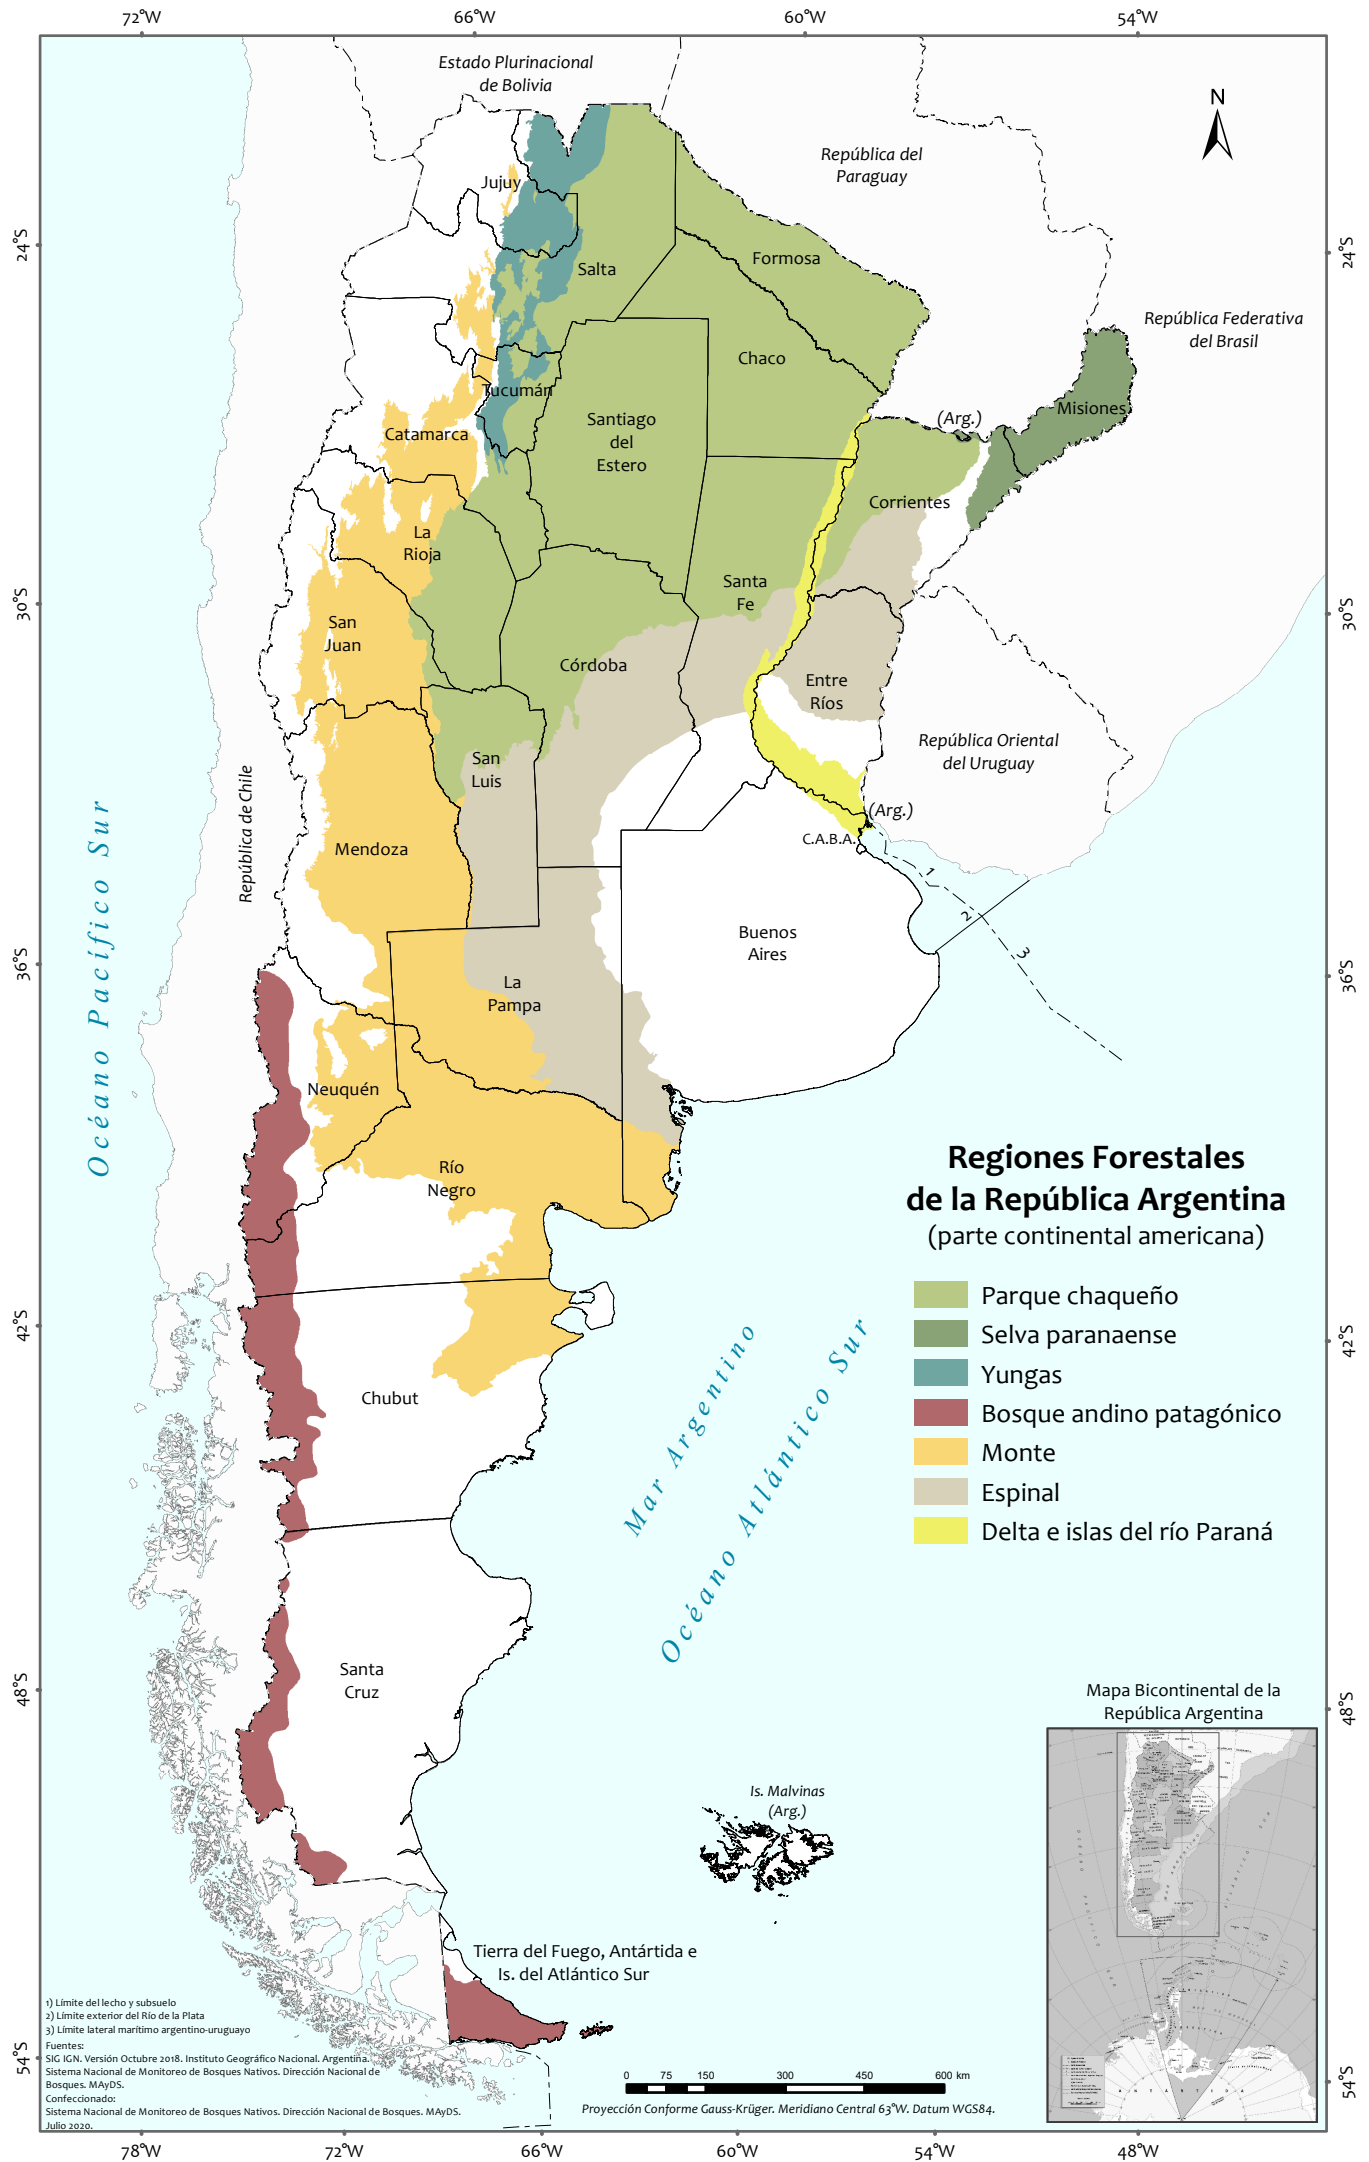 72°W
66°W
60°W
54°W
Estado Plurinacional
de Bolivia
N
República del
Paraguay
Jujuy
24°S
24°S
Formosa
Salta
República Federativa
del Brasil
Chaco
Tucumán
Misiones
(Arg.)
Santiago
del
Estero
Catamarca
Corrientes
La
Rioja
Santa
Fe
30°S
30°S
San
Juan
Córdoba
Entre
Ríos
República Oriental
del Uruguay
San
Luis
República de Chile
Océano Pacífico Sur
(Arg.)
C.A.B.A.
Mendoza
1
2
3
Buenos
Aires
36°S
36°S
La
Pampa
Neuquén
Río
Negro
Regiones Forestales
de la República Argentina
(parte continental americana)
Parque chaqueño
Selva paranaense
Yungas
Bosque andino patagónico
Monte
Espinal
Delta e islas del río Paraná
42°S
42°S
Chubut
Mar Argentino
Océano Atlántico Sur
Santa
Cruz
48°S
48°S
Mapa Bicontinental de la
República Argentina
Is. Malvinas
(Arg.)
Tierra del Fuego, Antártida e
Is. del Atlántico Sur
1) Límite del lecho y subsuelo
2) Límite exterior del Río de la Plata
3) Límite lateral marítimo argentino-uruguayo
Fuentes:
SIG IGN. Versión Octubre 2018. Instituto Geográfico Nacional. Argentina.
Sistema Nacional de Monitoreo de Bosques Nativos. Dirección Nacional de
Bosques. MAyDS.
Confeccionado:
Sistema Nacional de Monitoreo de Bosques Nativos. Dirección Nacional de Bosques. MAyDS.
Julio 2020.
54°S
54°S
0 75 150 300 450 600 km
Proyección Conforme Gauss-Krüger. Meridiano Central 63°W. Datum WGS84.
A N T Á R T I D A
78°W
72°W
66°W
60°W
54°W
48°W